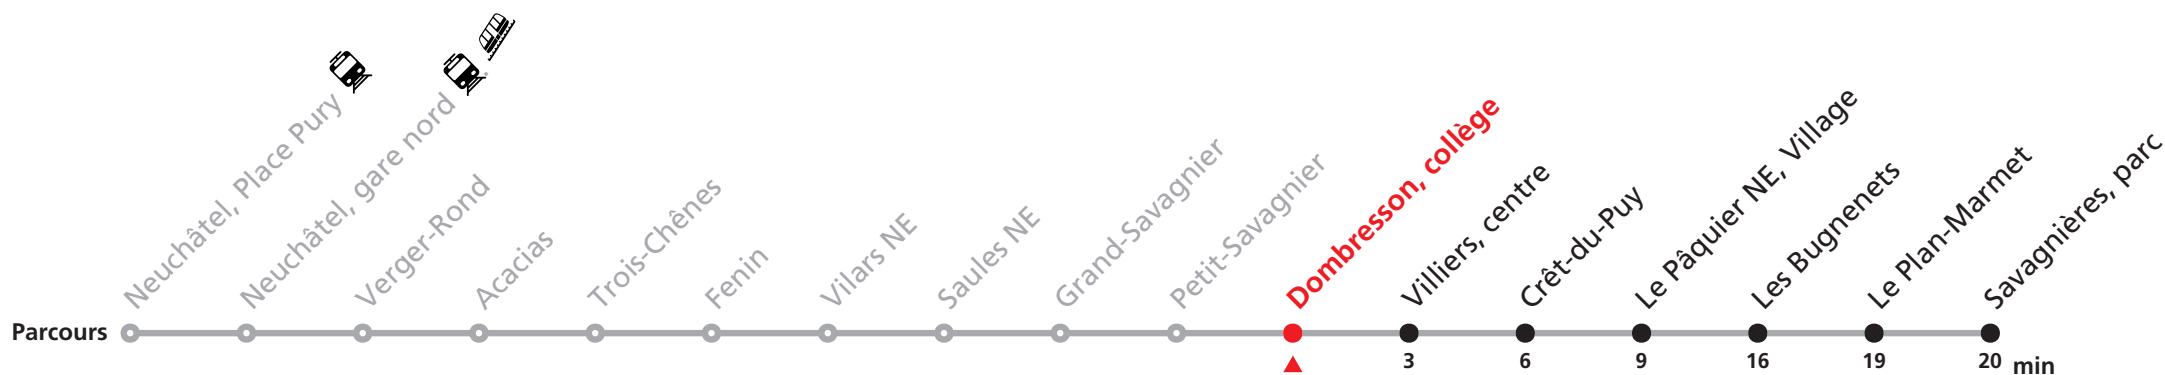 Neuchâtel, Place Pury
Neuchâtel, gare nord
Verger-Rond
Acacias
Trois-Chênes
Fenin
Vilars NE
Saules NE
Grand-Savagnier
Petit-Savagnier
Dombresson, collège
Villiers, centre
Crêt-du-Puy
Le Pâquier NE, Village
Les Bugnenets
Le Plan-Marmet
Savagnières, parc
Parcours
3 6 9 16 19 20 min